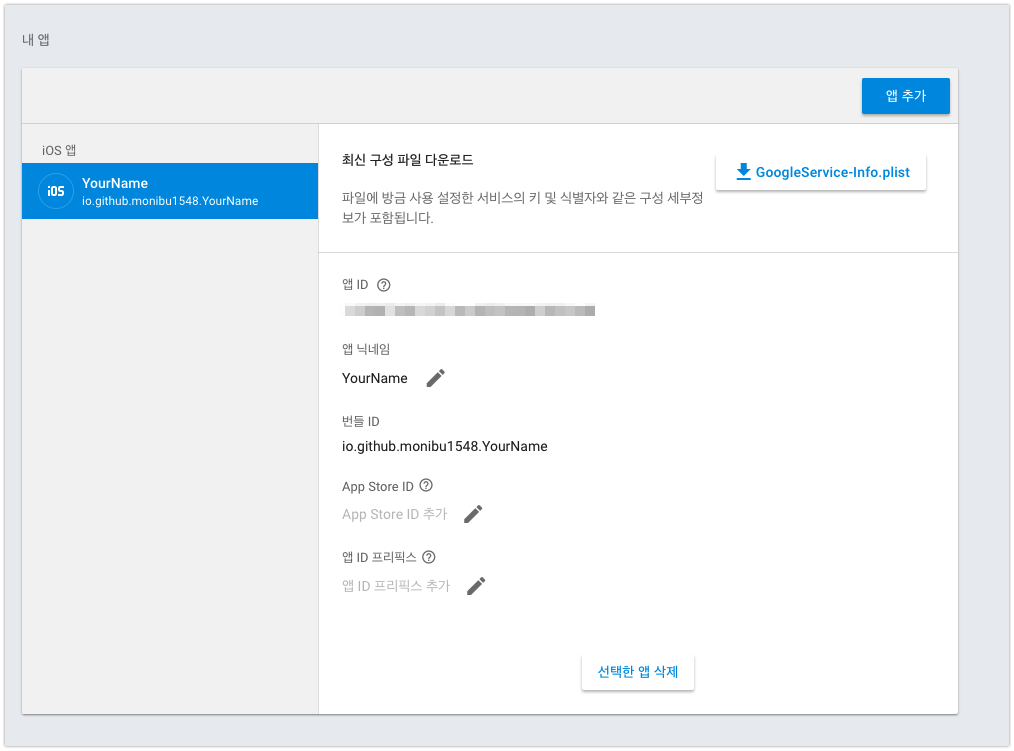 내 앱
앱 추가
iOS 앱
iOS
YourName
io.github.monibu1548.YourName
최신 구성 파일 다운로드
GoogleService-Info.plist
파일에 방금 사용 설정한 서비스의 키 및 식별자와 같은 구성 세부정
보가 포함됩니다.
앱 ID ?
앱 닉네임
YourName
번들 ID
io.github.monibu1548.YourName
App Store ID ?
App Store ID 추가
앱 ID 프리픽스 ?
앱 ID 프리픽스 추가
선택한 앱 삭제